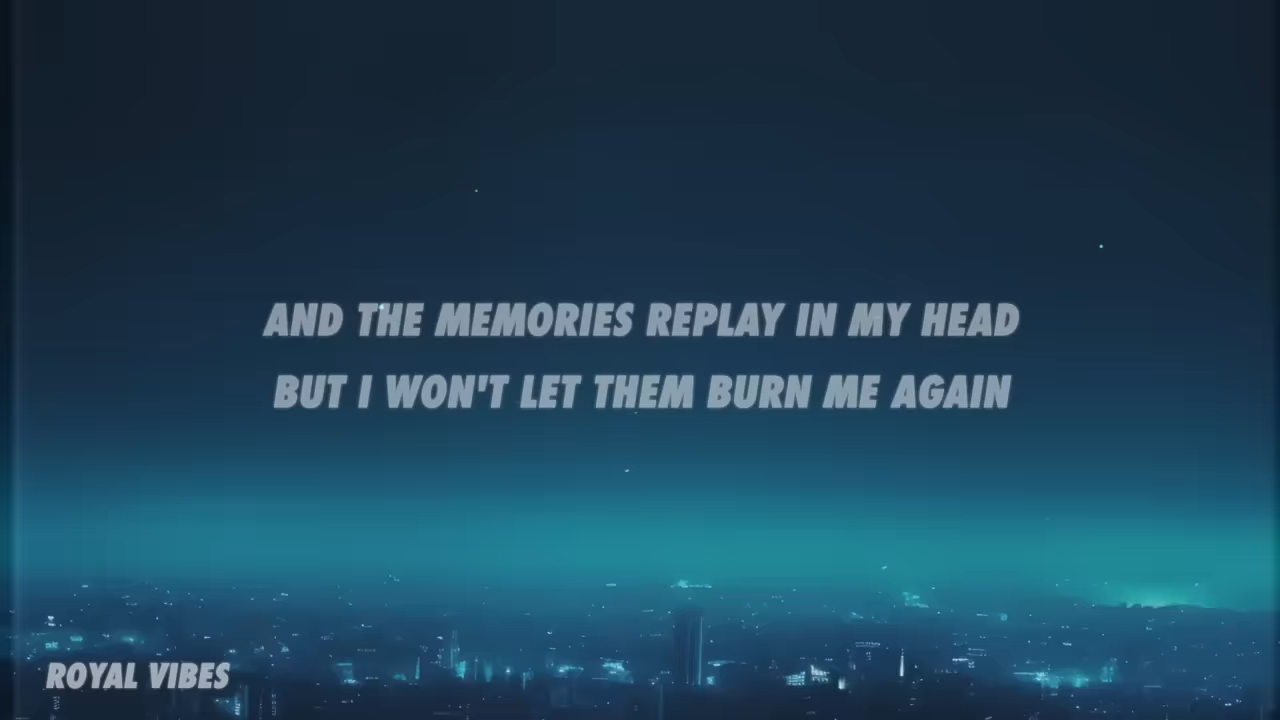 AND THE MEMORIES REPLAY IN MY HEAD
BUT I WON'T LET THEM BURN ME AGAIN
ROYAL VIBES